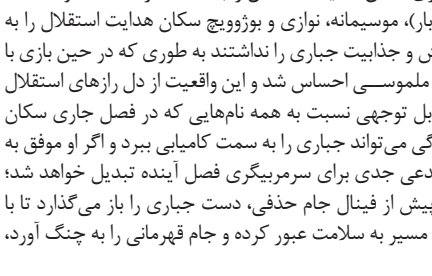 بار)، موسیمانه، نوازی و بوژوویچ سکان هدایت استقلال را به
ش و جذابیت جباری را نداشتند به طوری که در حین بازی با
ملموســی احساس شد و این واقعیت از دل رازهای استقلال
بل توجهی نسبت به همه نام‌هایی که در فصل جاری سکان
گی می‌تواند جباری را به سمت کامیابی ببرد و اگر او موفق به
دعی جدی برای سرمربیگری فصل آینده تبدیل خواهد شد؛
پیش از فینال جام حذفی، دست جباری را باز می‌گذارد تا با
مسیر به سلامت عبور کرده و جام قهرمانی را به چنگ آورد،